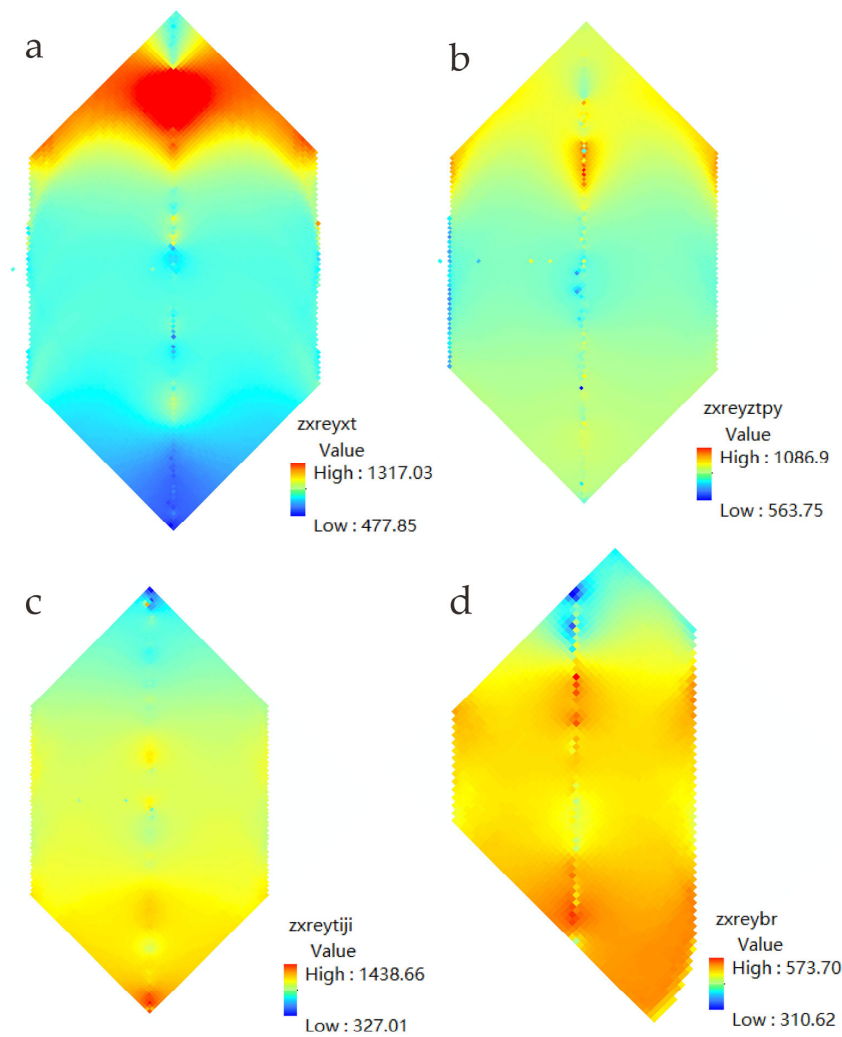 a
zxreyxt
Value
High : 1317.03
Low : 477.85
b
zxreyztpy
Value
High : 1086.9
Low : 563.75
c
zxreytiji
Value
High : 1438.66
Low : 327.01
d
zxreybr
Value
High : 573.70
Low : 310.62